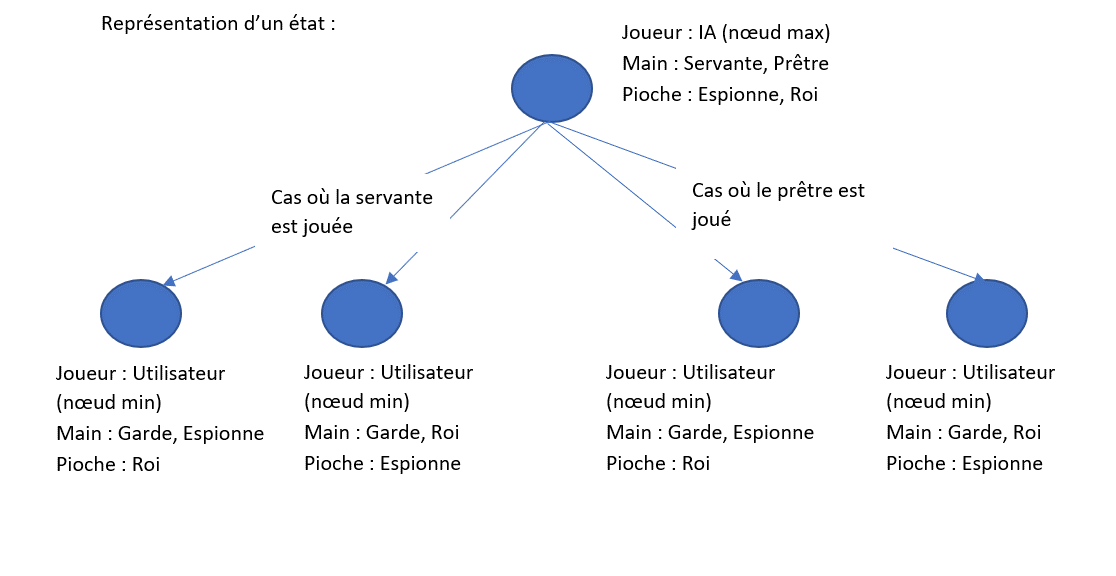 Représentation d’un état :
Joueur : IA (nœud max)
Main : Servante, Prêtre
Pioche : Espionne, Roi
Cas où la servante
est jouée
Cas où le prêtre est
joué
Joueur : Utilisateur
(nœud min)
Main : Garde, Espionne
Pioche : Roi
Joueur : Utilisateur
(nœud min)
Main : Garde, Roi
Pioche : Espionne
Joueur : Utilisateur
(nœud min)
Main : Garde, Espionne
Pioche : Roi
Joueur : Utilisateur
(nœud min)
Main : Garde, Roi
Pioche : Espionne